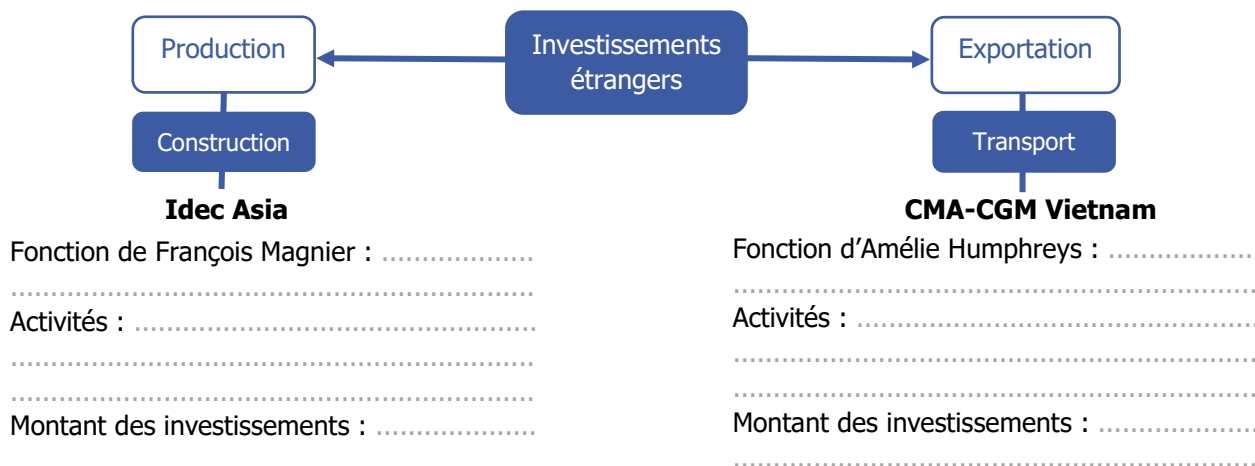 Production
Investissements
étrangers
Exportation
Construction
Transport
Idec Asia
Fonction de François Magnier : ...................
.................................................................
Activités : ..................................................
.................................................................
.................................................................
Montant des investissements : ....................
CMA-CGM Vietnam
Fonction d’Amélie Humphreys : ..................
.................................................................
Activités : ..................................................
.................................................................
.................................................................
Montant des investissements : ....................
.................................................................